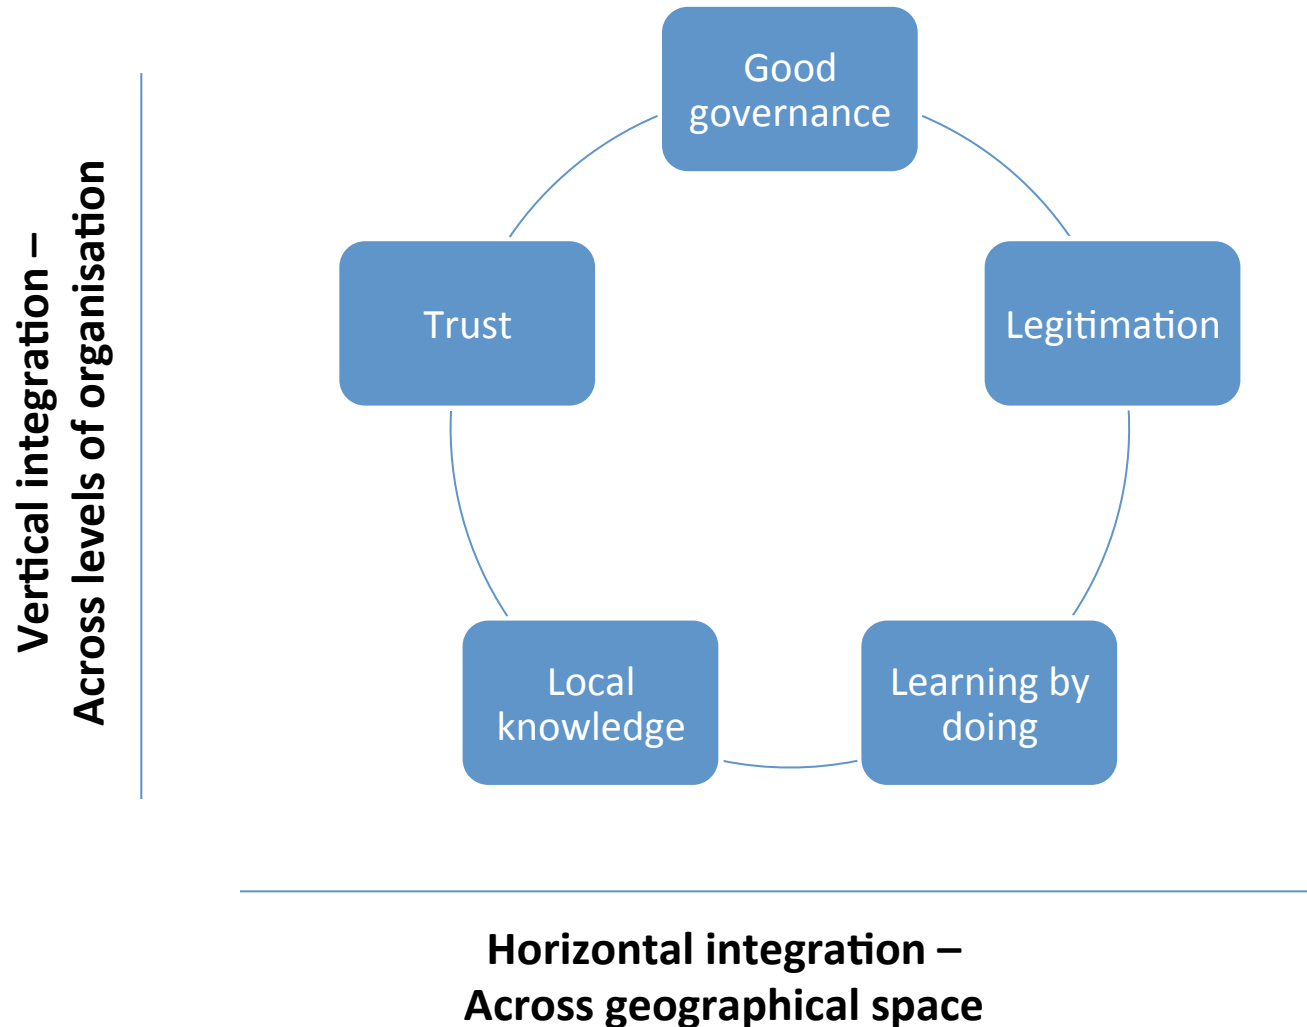 Good
governance
Trust
Legitimation
Local
knowledge
Learning by
doing
Vertical integration –
Across levels of organisation
Horizontal integration –
Across geographical space